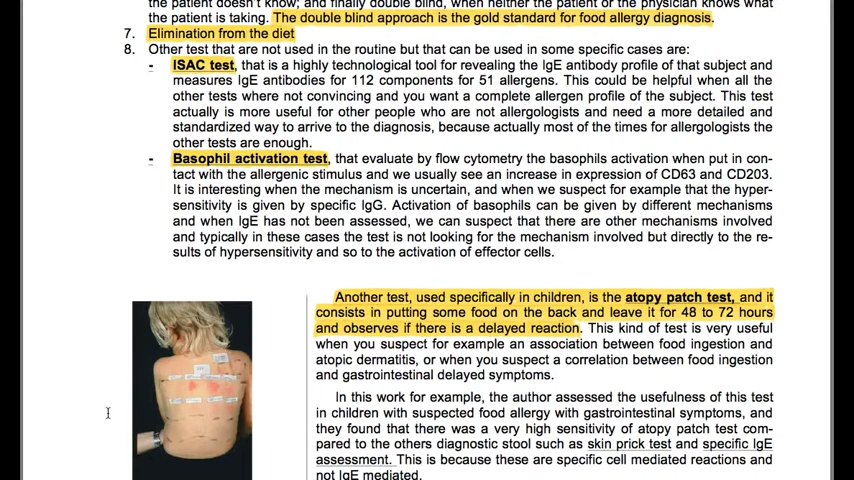 the patient doesn't know; and finally double blind, when neither the patient or the physician knows what
the patient is taking. The double blind approach is the gold standard for food allergy diagnosis.
7. Elimination from the diet
8. Other test that are not used in the routine but that can be used in some specific cases are:
- ISAC test, that is a highly technological tool for revealing the IgE antibody profile of that subject and
measures IgE antibodies for 112 components for 51 allergens. This could be helpful when all the
other tests where not convincing and you want a complete allergen profile of the subject. This test
actually is more useful for other people who are not allergologists and need a more detailed and
standardized way to arrive to the diagnosis, because actually most of the times for allergologists the
other tests are enough.
- Basophil activation test, that evaluate by flow cytometry the basophils activation when put in con-
tact with the allergenic stimulus and we usually see an increase in expression of CD63 and CD203.
It is interesting when the mechanism is uncertain, and when we suspect for example that the hyper-
sensitivity is given by specific IgG. Activation of basophils can be given by different mechanisms
and when IgE has not been assessed, we can suspect that there are other mechanisms involved
and typically in these cases the test is not looking for the mechanism involved but directly to the re-
sults of hypersensitivity and so to the activation of effector cells.
Another test, used specifically in children, is the atopy patch test, and it
consists in putting some food on the back and leave it for 48 to 72 hours
and observes if there is a delayed reaction. This kind of test is very useful
when you suspect for example an association between food ingestion and
atopic dermatitis, or when you suspect a correlation between food ingestion
and gastrointestinal delayed symptoms.
In this work for example, the author assessed the usefulness of this test
in children with suspected food allergy with gastrointestinal symptoms, and
they found that there was a very high sensitivity of atopy patch test com-
pared to the others diagnostic stool such as skin prick test and specific IgE
assessment. This is because these are specific cell mediated reactions and
not IgE mediated.